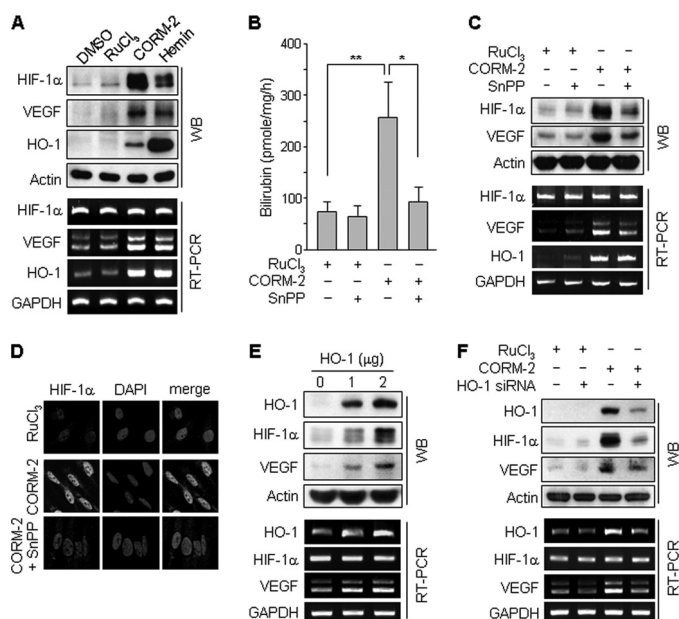 A
DMSO RuCl₃ CORM-2 Hemin
HIF-1α
VEGF
HO-1
Actin
WB
HIF-1α
VEGF
HO-1
GAPDH
RT-PCR
B
Bilirubin (pmole/mg/h)
400
300
200
100
0
** *
RuCl₃ + + − −
CORM-2 − − + +
SnPP − + − +
C
RuCl₃ + + − −
CORM-2 − − + +
SnPP − + − +
HIF-1α
VEGF
Actin
WB
HIF-1α
VEGF
HO-1
GAPDH
RT-PCR
D
HIF-1α DAPI merge
RuCl₃
CORM-2
CORM-2
+ SnPP
E
HO-1 (μg)
0 1 2
HO-1
HIF-1α
VEGF
Actin
WB
HO-1
HIF-1α
VEGF
GAPDH
RT-PCR
F
RuCl₃ + + − −
CORM-2 − − + +
HO-1 siRNA − + − +
HO-1
HIF-1α
VEGF
Actin
WB
HO-1
HIF-1α
VEGF
GAPDH
RT-PCR